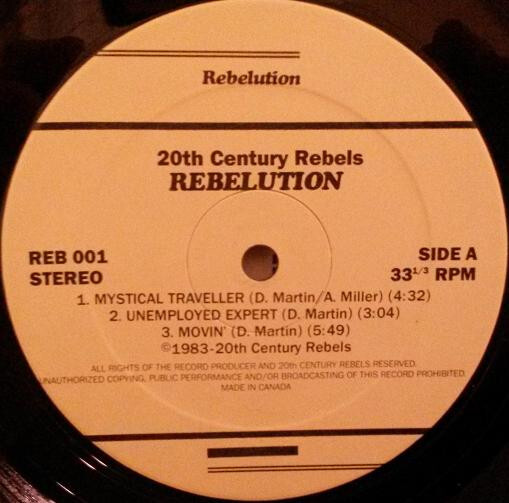 Rebelution
20th Century Rebels
REBELUTION
REB 001
STEREO
SIDE A
33 1/3 RPM
1. MYSTICAL TRAVELLER (D. Martin/A. Miller) (4:32)
2. UNEMPLOYED EXPERT (D. Martin) (3:04)
3. MOVIN' (D. Martin) (5:49)
©1983-20th Century Rebels
ALL RIGHTS OF THE RECORD PRODUCER AND 20th CENTURY REBELS RESERVED.
UNAUTHORIZED COPYING, PUBLIC PERFORMANCE AND/OR BROADCASTING OF THIS RECORD PROHIBITED.
MADE IN CANADA